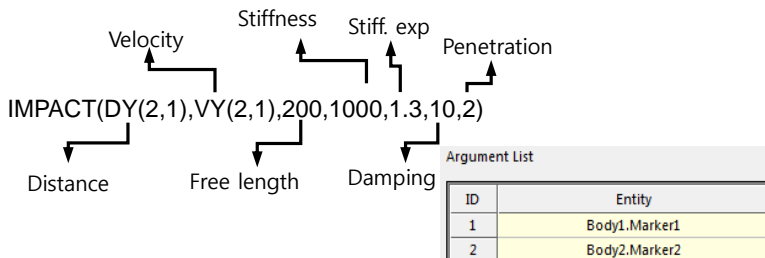 Stiffness
Stiff. exp
Velocity
Penetration
IMPACT(DY(2,1),VY(2,1),200,1000,1.3,10,2)
Distance
Free length
Damping
Argument List
ID Entity
1 Body1.Marker1
2 Body2.Marker2